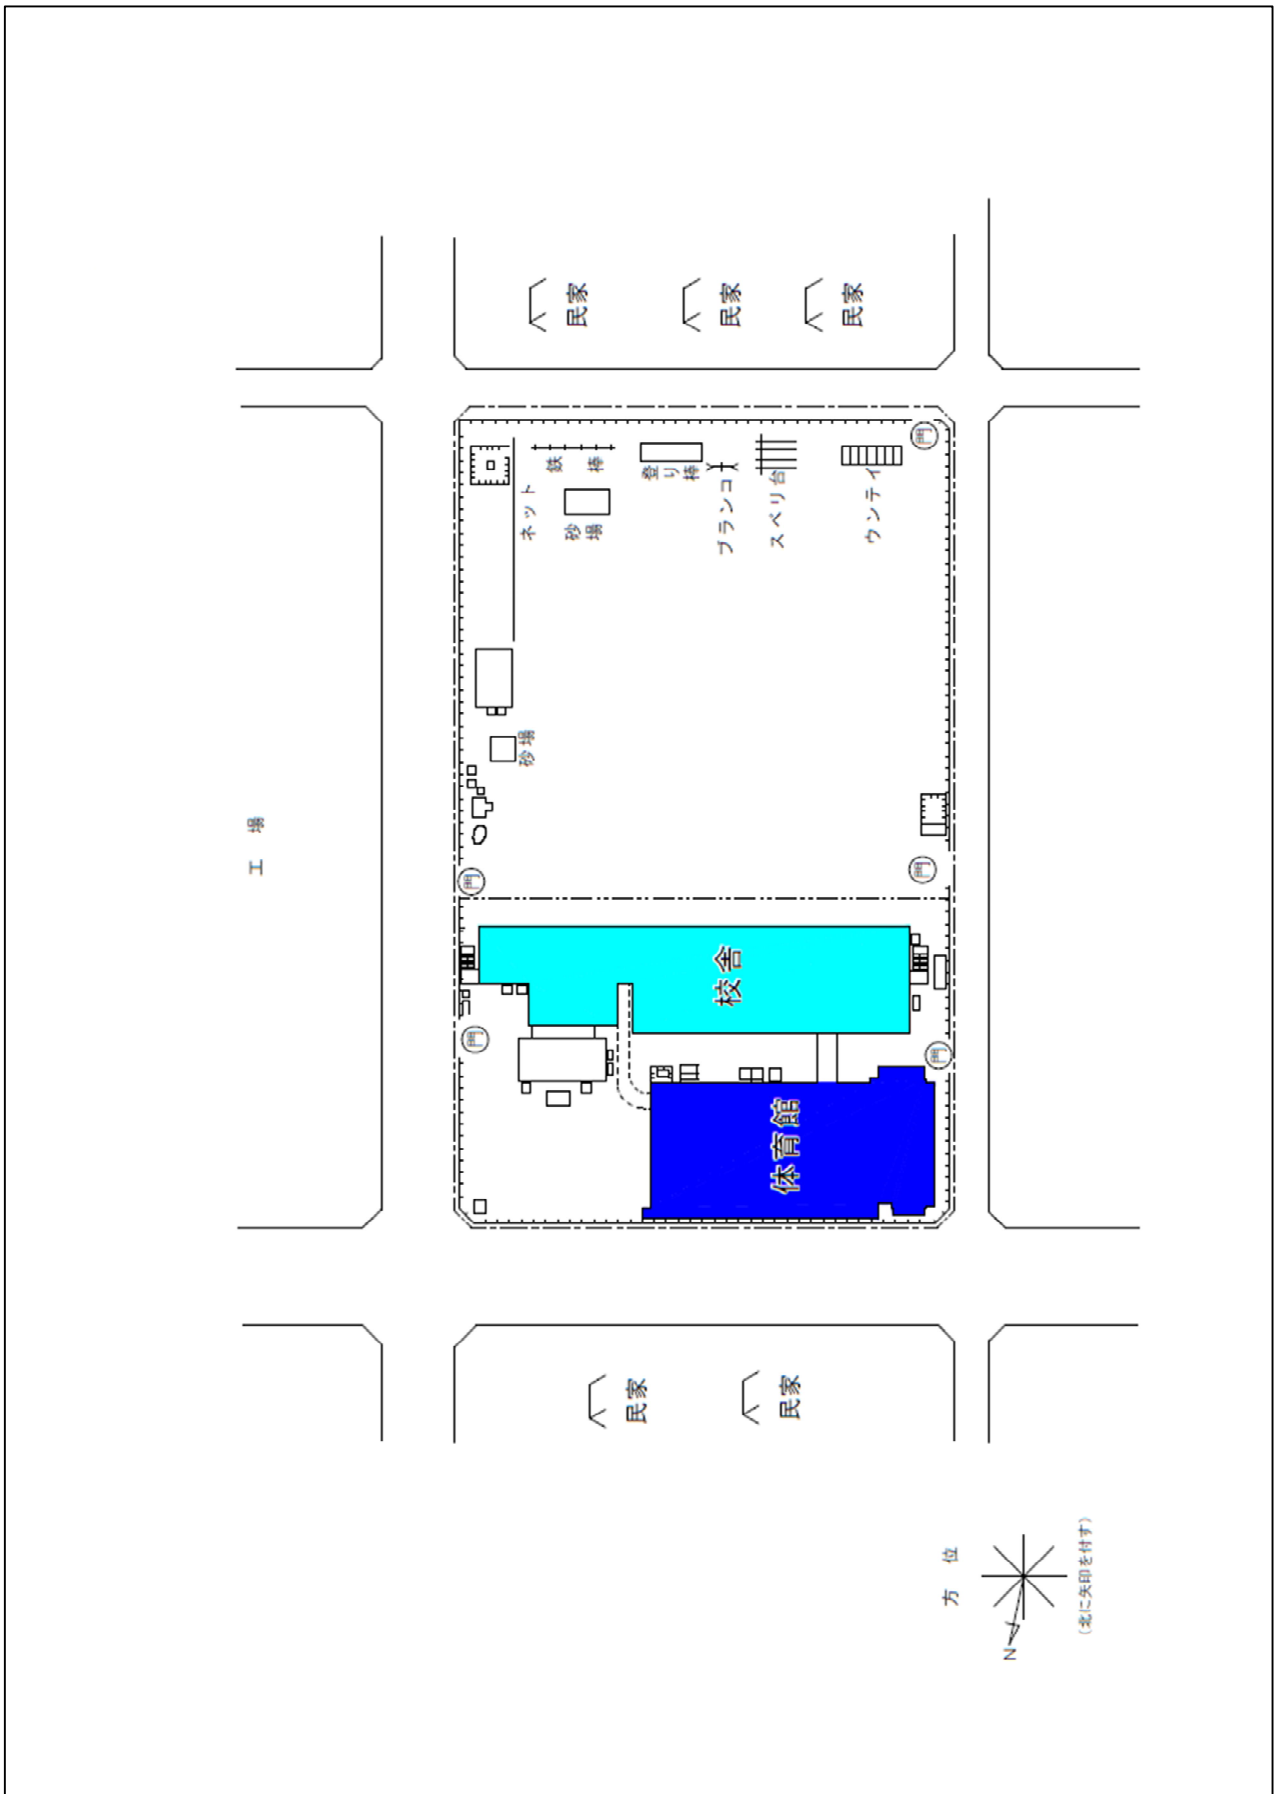 民家
民家
民家
門
鉄棒
登り棒
ネット
砂場
ブランコ
スベリ台
ウンテイ
砂場
工場
門
門
校舎
門
門
体育館
民家
民家
方位
N
(北に矢印を付す)